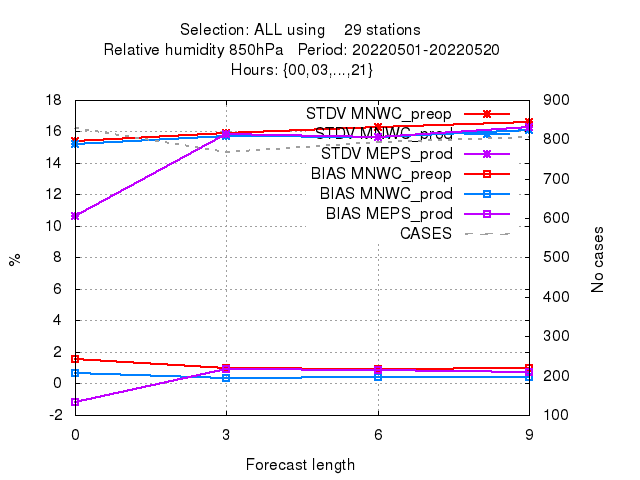 Selection: ALL using    29 stations
Relative humidity 850hPa   Period: 20220501-20220520
Hours: {00,03,...,21}
18
16
14
12
10
8
6
4
2
0
-2
%
STDV MNWC_preop
STDV MNWC_prod
STDV MEPS_prod
BIAS MNWC_preop
BIAS MNWC_prod
BIAS MEPS_prod
CASES
900
800
700
600
500
400
300
200
100
No cases
0 3 6 9
Forecast length